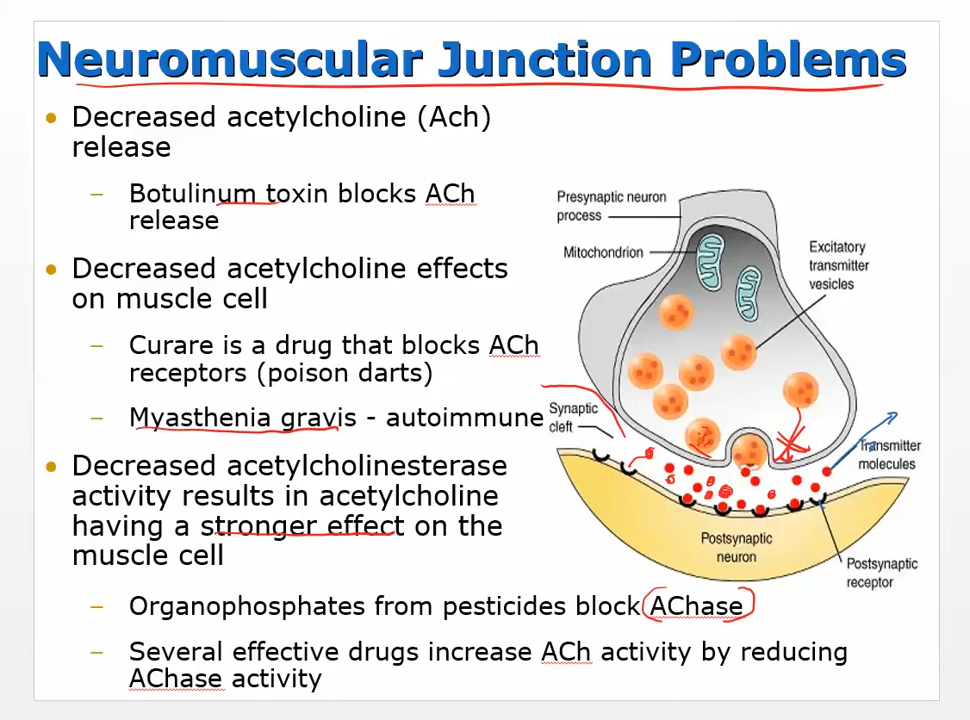 Neuromuscular Junction Problems
• Decreased acetylcholine (Ach)
release
– Botulinum toxin blocks ACh
release
• Decreased acetylcholine effects
on muscle cell
– Curare is a drug that blocks ACh
receptors (poison darts)
– Myasthenia gravis - autoimmune
• Decreased acetylcholinesterase
activity results in acetylcholine
having a stronger effect on the
muscle cell
– Organophosphates from pesticides block AChase
– Several effective drugs increase ACh activity by reducing
AChase activity
Presynaptic neuron
process
Mitochondrion
Excitatory
transmitter
vesicles
Synaptic
cleft
Transmitter
molecules
Postsynaptic
neuron
Postsynaptic
receptor